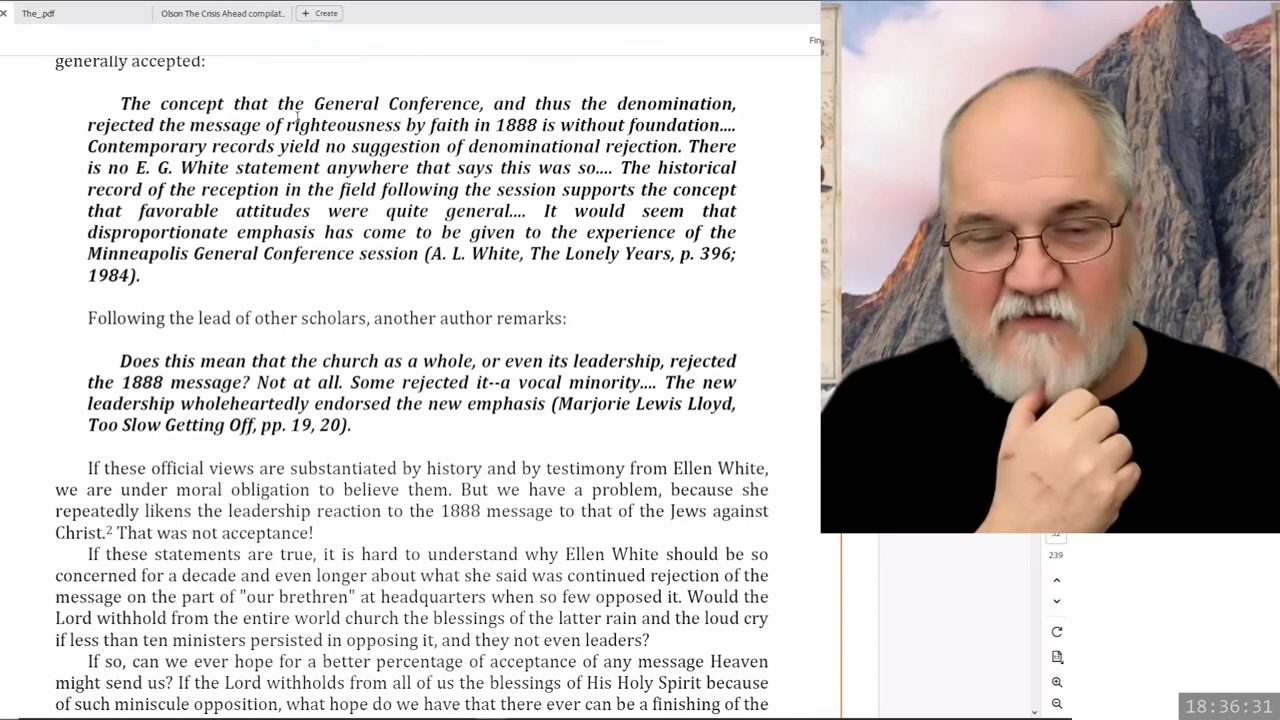 The_.pdf
Olson The Crisis Ahead compilat..
+ Create
Fin
generally accepted:
The concept that the General Conference, and thus the denomination,
rejected the message of righteousness by faith in 1888 is without foundation....
Contemporary records yield no suggestion of denominational rejection. There
is no E. G. White statement anywhere that says this was so.... The historical
record of the reception in the field following the session supports the concept
that favorable attitudes were quite general.... It would seem that
disproportionate emphasis has come to be given to the experience of the
Minneapolis General Conference session (A. L. White, The Lonely Years, p. 396;
1984).
Following the lead of other scholars, another author remarks:
Does this mean that the church as a whole, or even its leadership, rejected
the 1888 message? Not at all. Some rejected it--a vocal minority.... The new
leadership wholeheartedly endorsed the new emphasis (Marjorie Lewis Lloyd,
Too Slow Getting Off, pp. 19, 20).
If these official views are substantiated by history and by testimony from Ellen White,
we are under moral obligation to believe them. But we have a problem, because she
repeatedly likens the leadership reaction to the 1888 message to that of the Jews against
Christ.² That was not acceptance!
If these statements are true, it is hard to understand why Ellen White should be so
concerned for a decade and even longer about what she said was continued rejection of the
message on the part of "our brethren" at headquarters when so few opposed it. Would the
Lord withhold from the entire world church the blessings of the latter rain and the loud cry
if less than ten ministers persisted in opposing it, and they not even leaders?
If so, can we ever hope for a better percentage of acceptance of any message Heaven
might send us? If the Lord withholds from all of us the blessings of His Holy Spirit because
of such miniscule opposition, what hope do we have that there ever can be a finishing of the
239
18:36:31